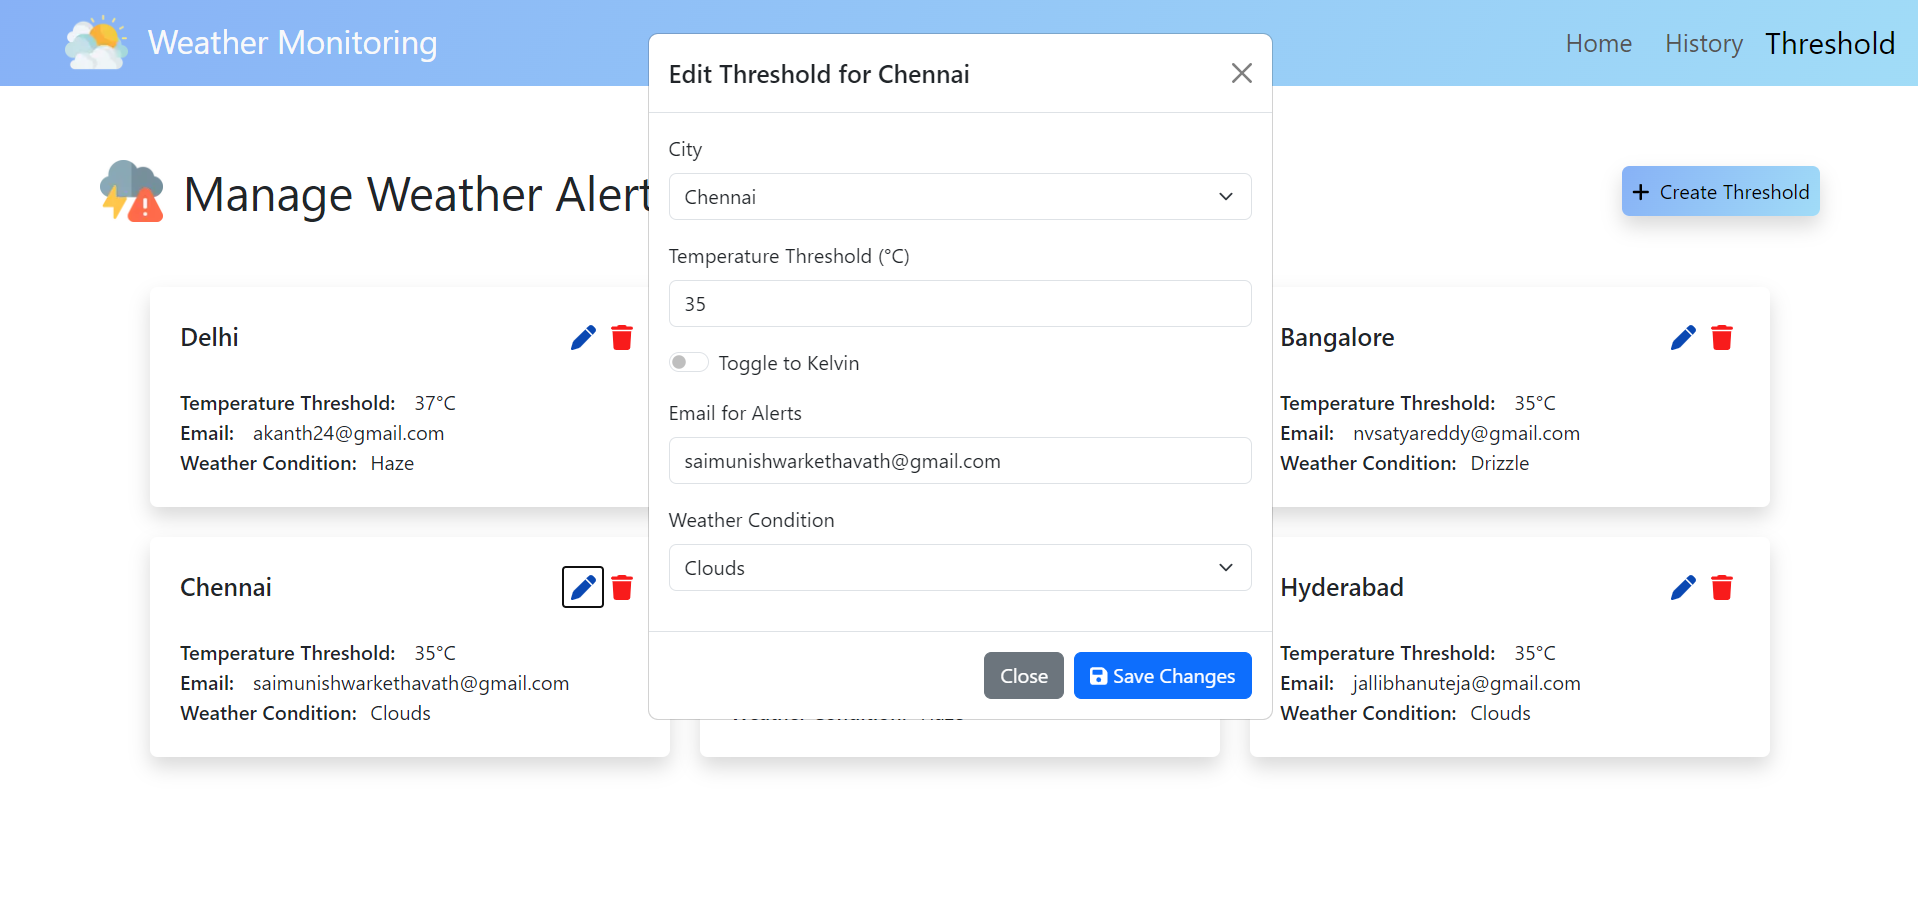 Weather Monitoring
Home
History
Threshold
Manage Weather Alert
Create Threshold
Edit Threshold for Chennai
City
Chennai
Temperature Threshold (°C)
35
Toggle to Kelvin
Email for Alerts
saimunishwarkethavath@gmail.com
Weather Condition
Clouds
Close
Save Changes
Delhi
Temperature Threshold: 37°C
Email: akanth24@gmail.com
Weather Condition: Haze
Bangalore
Temperature Threshold: 35°C
Email: nvsatyareddy@gmail.com
Weather Condition: Drizzle
Chennai
Temperature Threshold: 35°C
Email: saimunishwarkethavath@gmail.com
Weather Condition: Clouds
Hyderabad
Temperature Threshold: 35°C
Email: jallibhanuteja@gmail.com
Weather Condition: Clouds